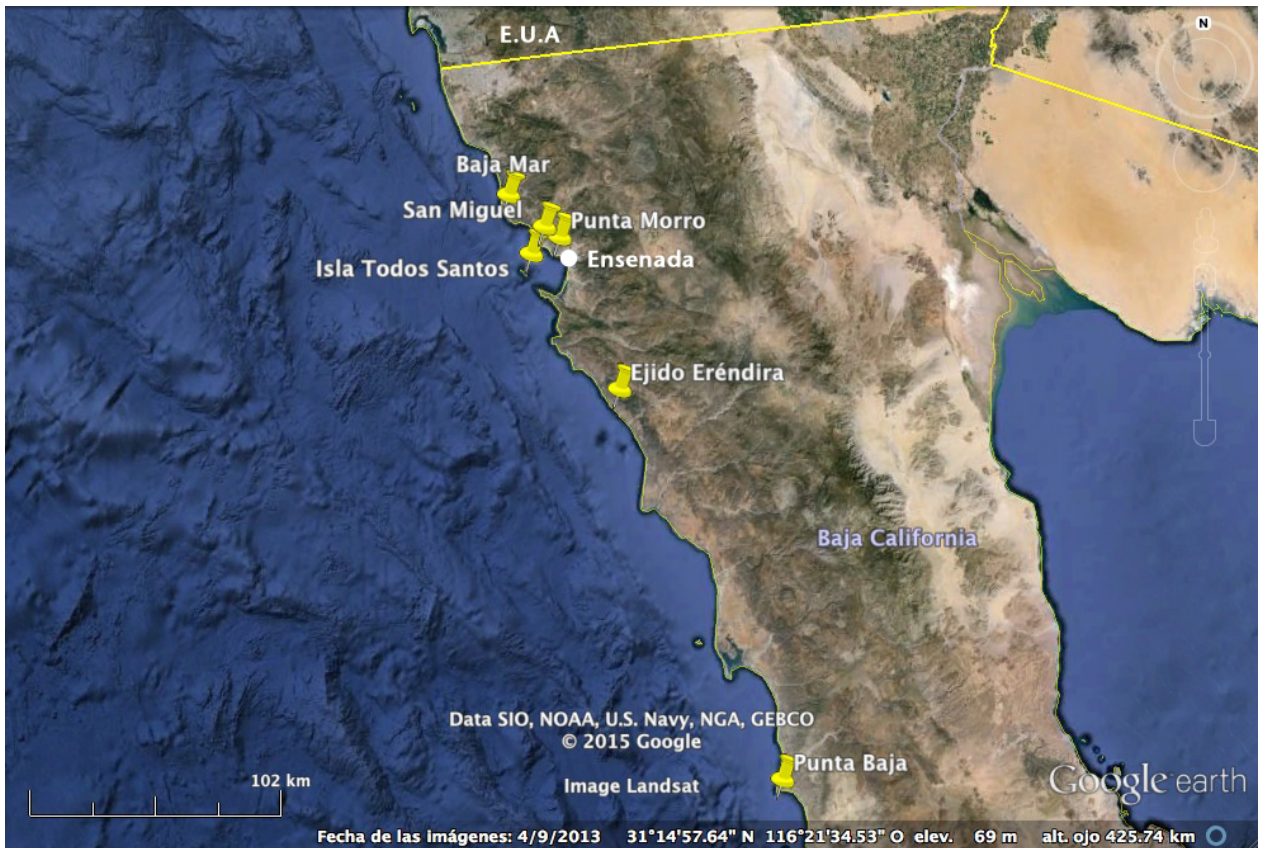 N
E.U.A
Baja Mar
San Miguel
Punta Morro
Ensenada
Isla Todos Santos
Ejido Eréndira
Baja California
Data SIO, NOAA, U.S. Navy, NGA, GEBCO
© 2015 Google
Punta Baja
Image Landsat
102 km
Google earth
Fecha de las imágenes: 4/9/2013 31°14'57.64" N 116°21'34.53" O elev. 69 m alt. ojo 425.74 km